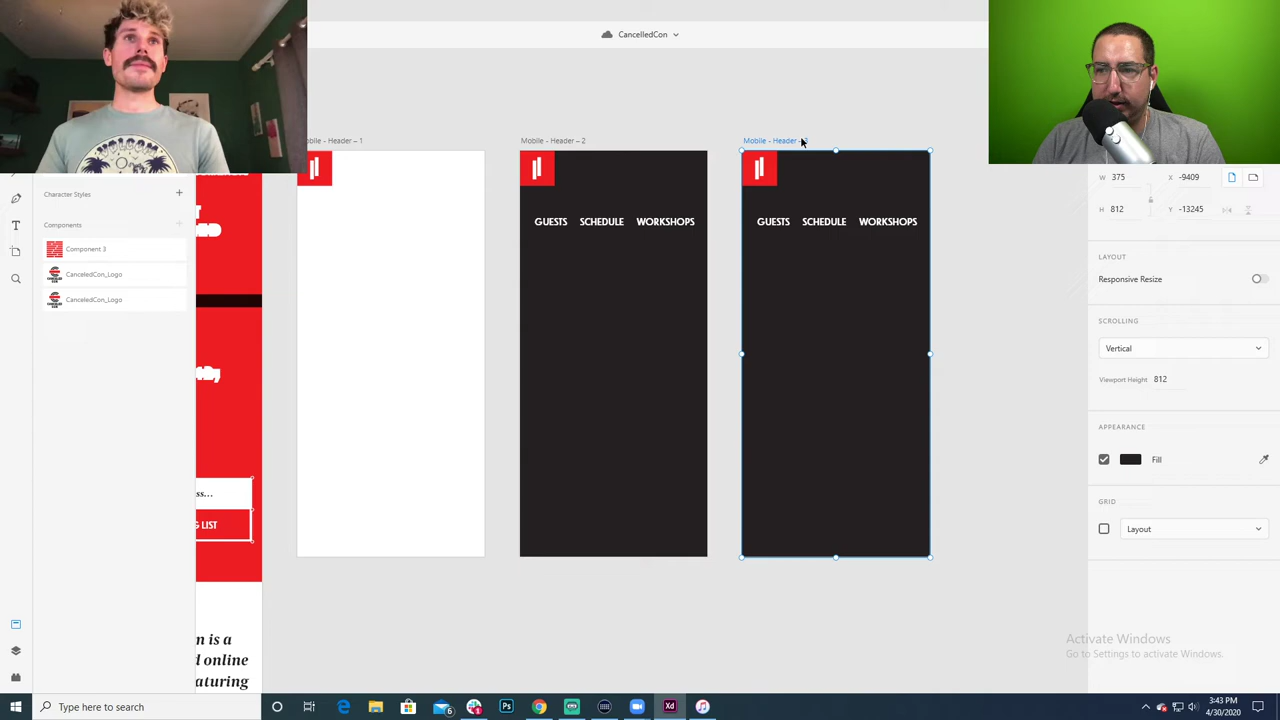 CancelledCon
Mobile - Header – 1
Mobile - Header – 2
Mobile - Header
GUESTS SCHEDULE WORKSHOPS
GUESTS SCHEDULE WORKSHOPS
Character Styles
Components
Component 3
CanceledCon_Logo
CanceledCon_Logo
ss...
G LIST
n is a
d online
aturing
W 375 X -9409
H 812 Y -13245
LAYOUT
Responsive Resize
SCROLLING
Vertical
Viewport Height 812
APPEARANCE
Fill
GRID
Layout
Activate Windows
Go to Settings to activate Windows.
Type here to search
3:43 PM
4/30/2020